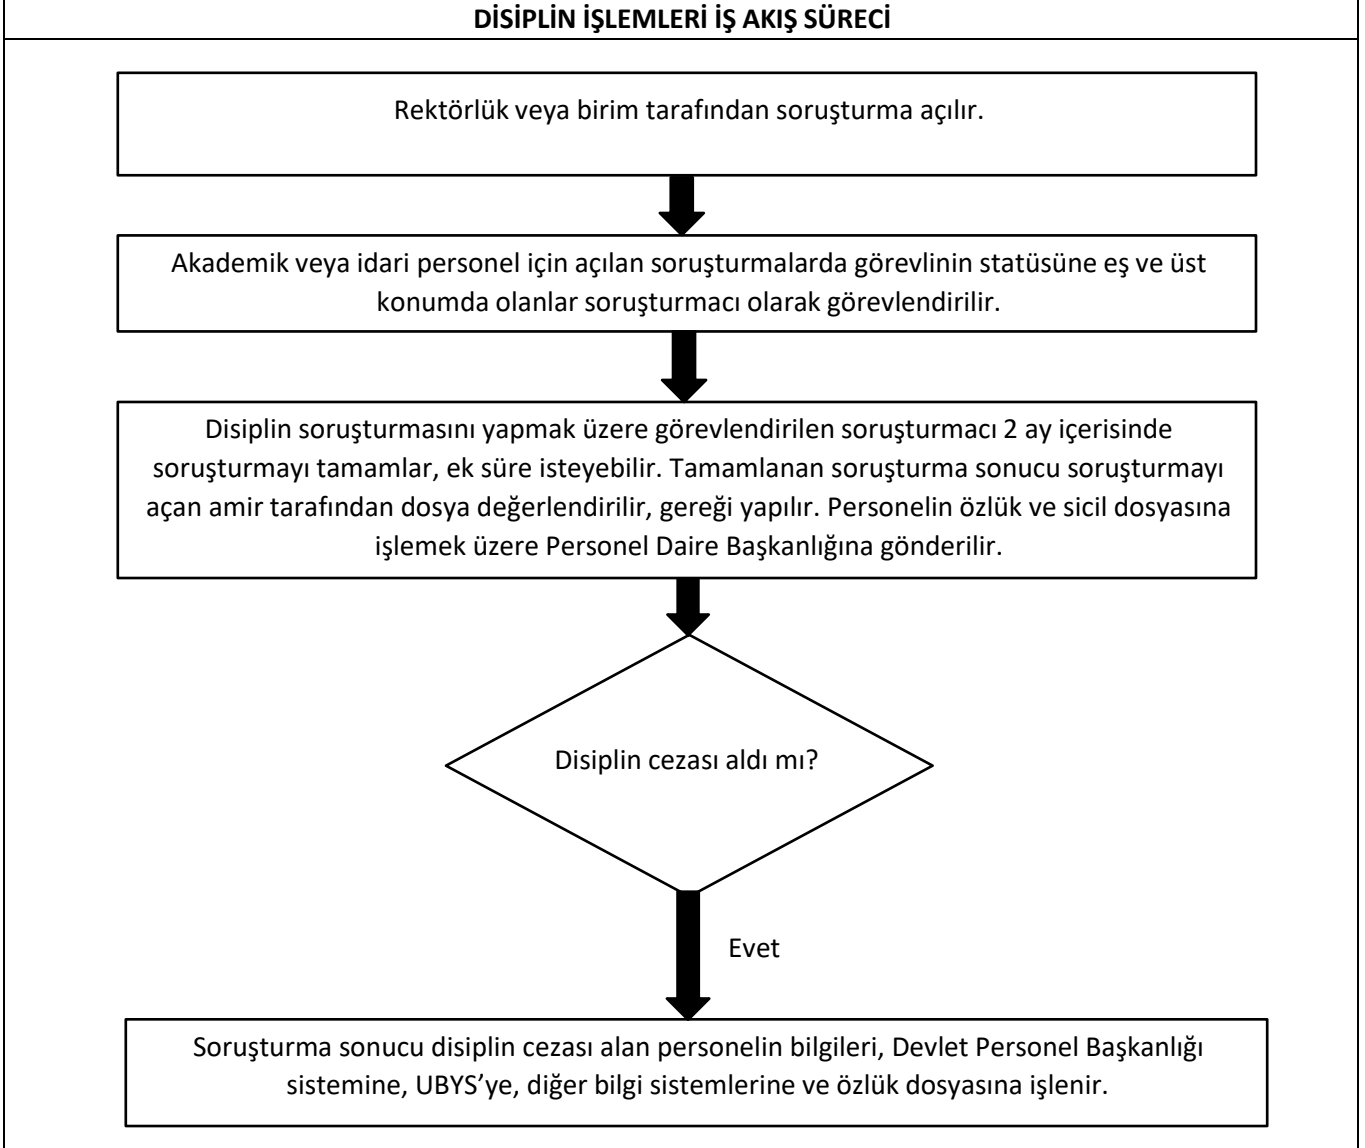 DİSİPLİN İŞLEMLERİ İŞ AKIŞ SÜRECİ
Rektörlük veya birim tarafından soruşturma açılır.
Akademik veya idari personel için açılan soruşturmalarda görevlinin statüsüne eş ve üst
konumda olanlar soruşturmacı olarak görevlendirilir.
Disiplin soruşturmasını yapmak üzere görevlendirilen soruşturmacı 2 ay içerisinde
soruşturmayı tamamlar, ek süre isteyebilir. Tamamlanan soruşturma sonucu soruşturmayı
açan amir tarafından dosya değerlendirilir, gereği yapılır. Personelin özlük ve sicil dosyasına
işlemek üzere Personel Daire Başkanlığına gönderilir.
Disiplin cezası aldı mı?
Evet
Soruşturma sonucu disiplin cezası alan personelin bilgileri, Devlet Personel Başkanlığı
sistemine, UBYS’ye, diğer bilgi sistemlerine ve özlük dosyasına işlenir.